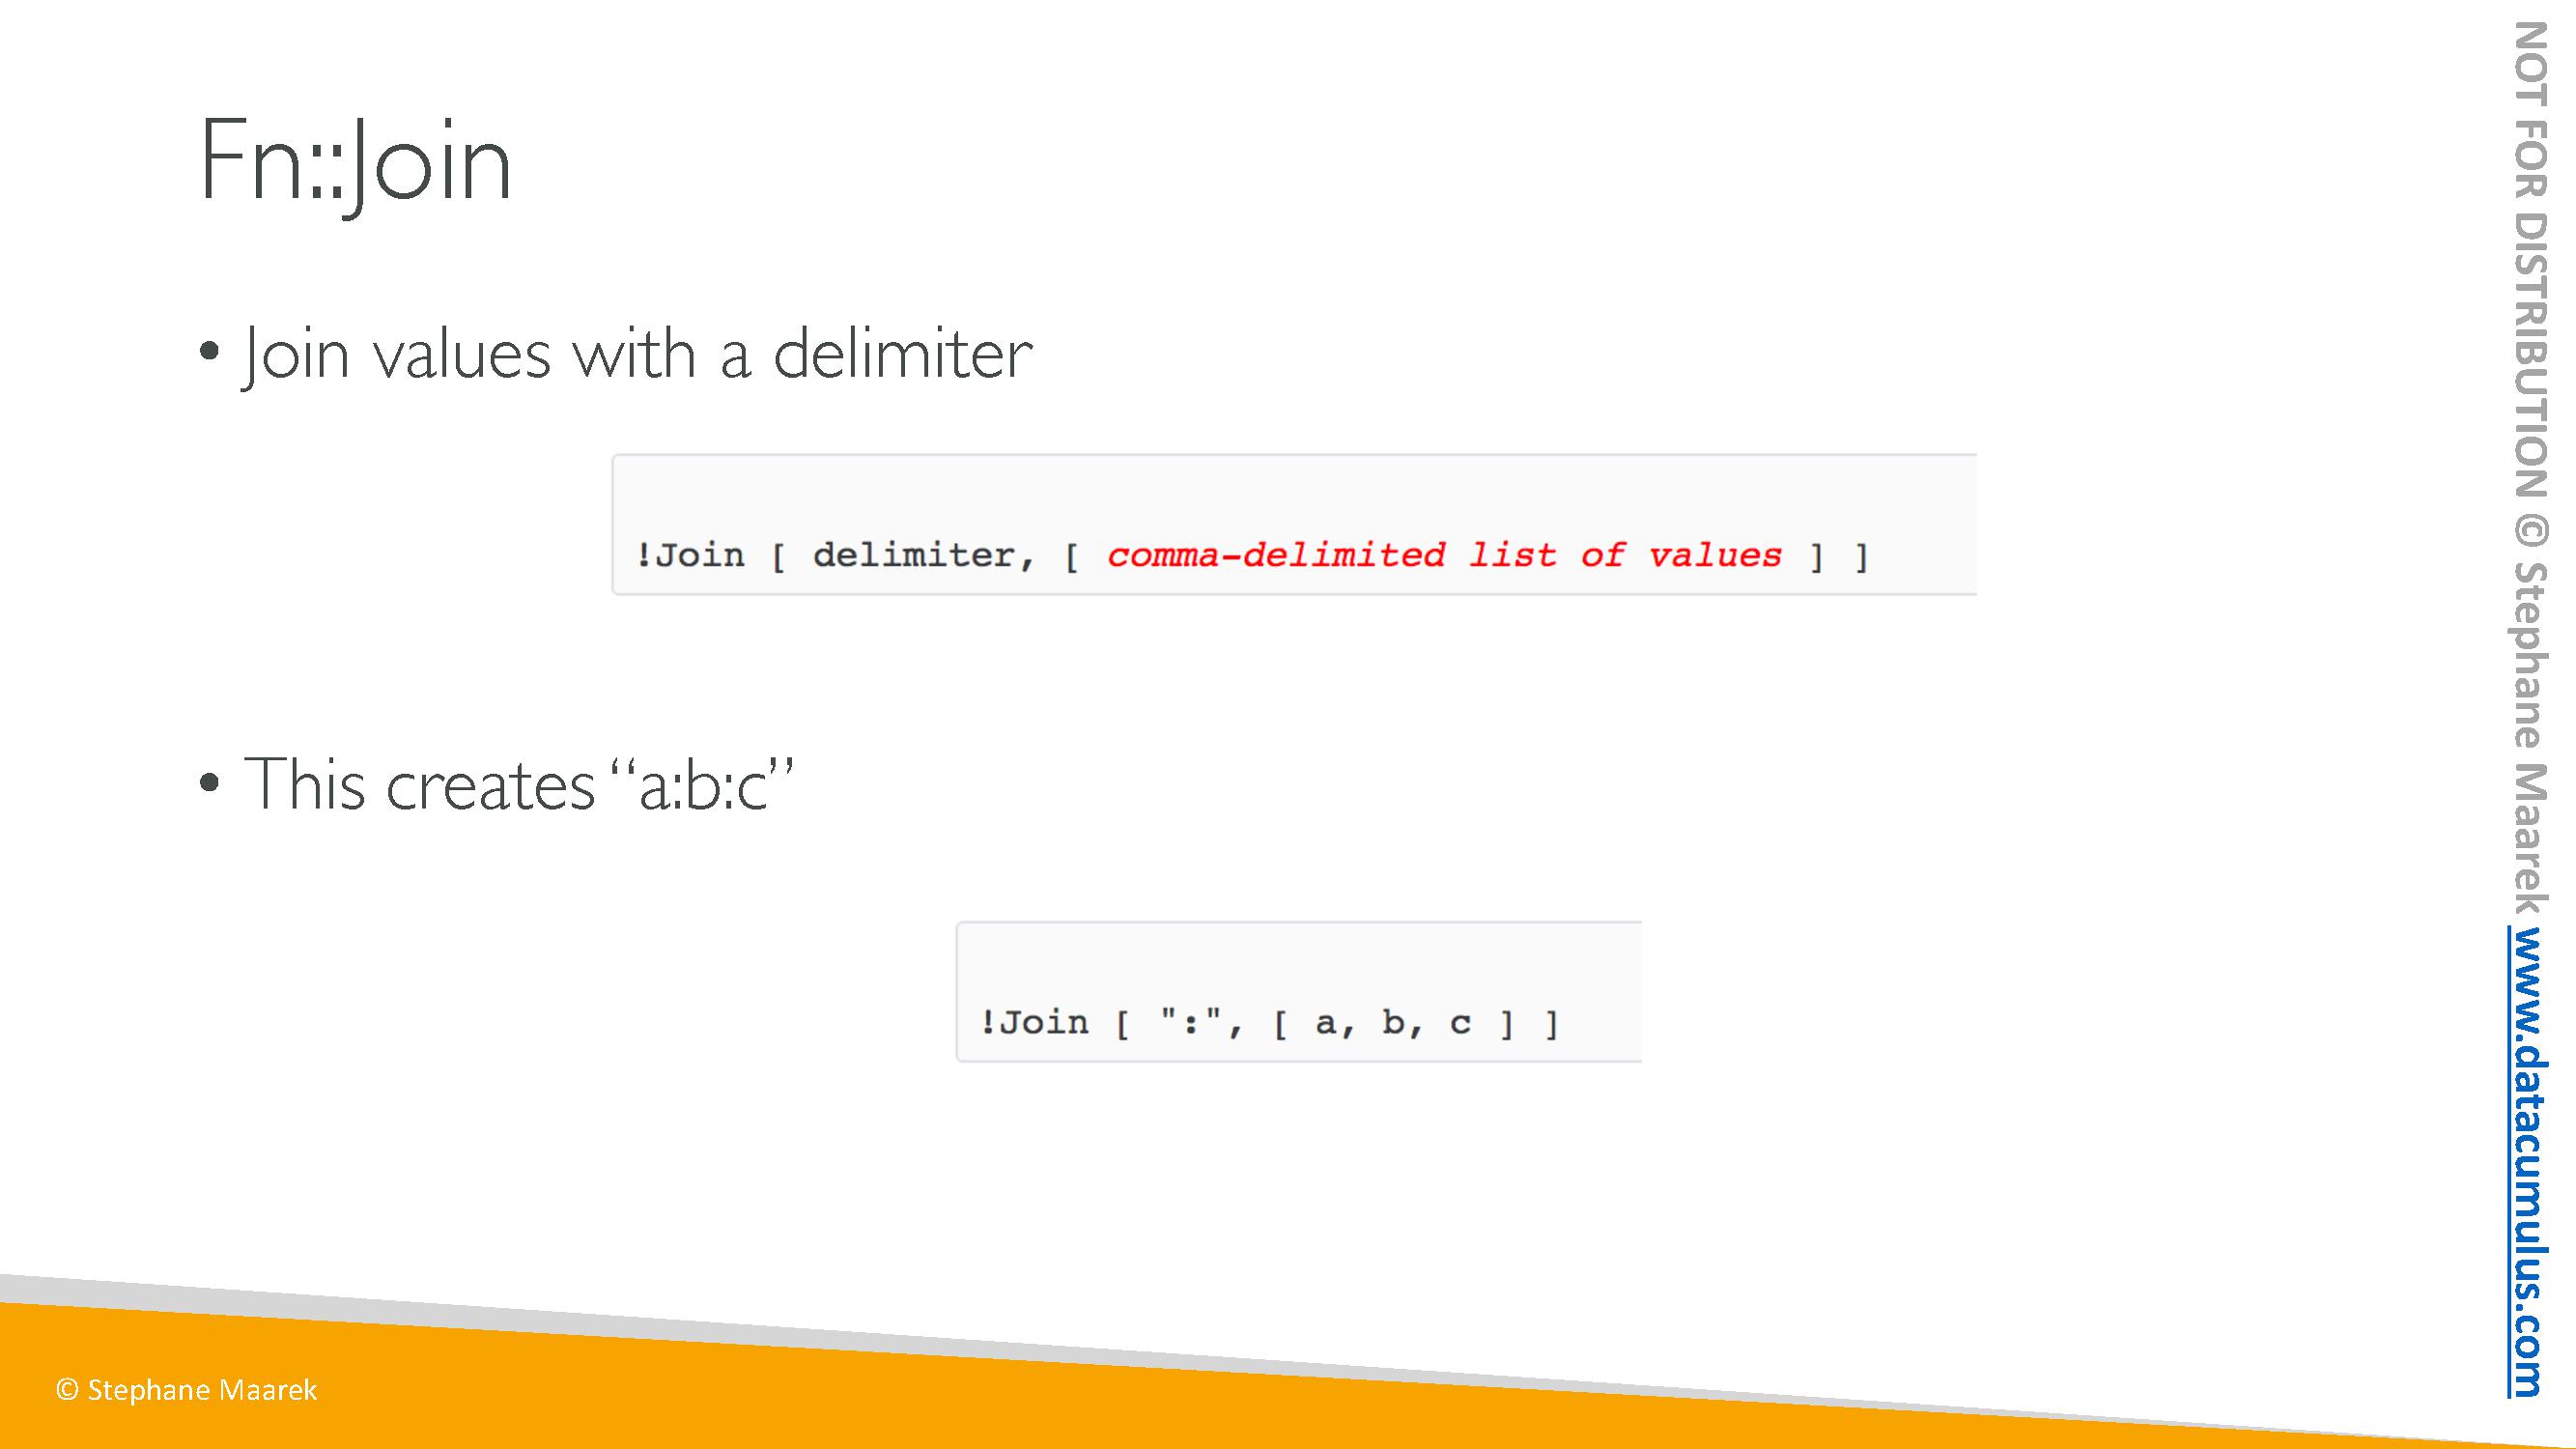 Fn::Join
• Join values with a delimiter
!Join [ delimiter, [ comma-delimited list of values ] ]
• This creates “a:b:c”
!Join [ ":", [ a, b, c ] ]
© Stephane Maarek
NOT FOR DISTRIBUTION © Stephane Maarek www.datacumulus.com